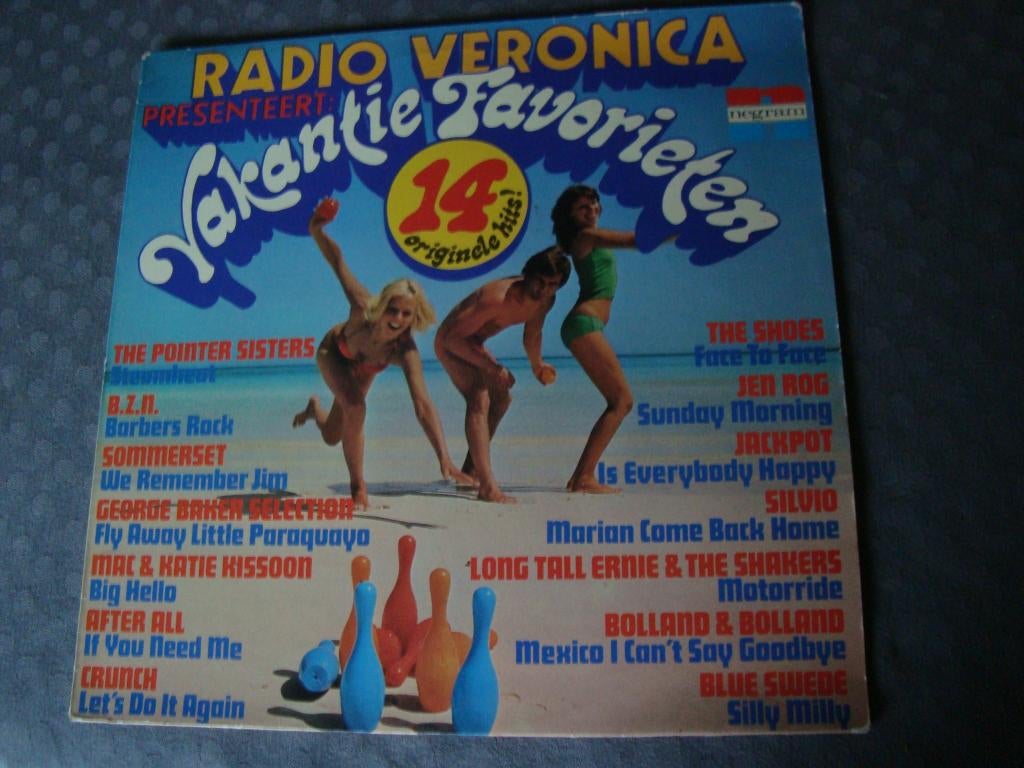 RADIO VERONICA
PRESENTEERT:
Vakantie Favorieten
negram
14
originele hits!
THE POINTER SISTERS
Steamheat
B.Z.N.
Barbers Rock
SOMMERSET
We Remember Jim
GEORGE BAKER SELECTION
Fly Away Little Paraquayo
MAC & KATIE KISSOON
Big Hello
AFTER ALL
If You Need Me
CRUNCH
Let's Do It Again
THE SHOES
Face To Face
JEN ROG
Sunday Morning
JACKPOT
Is Everybody Happy
SILVIO
Marian Come Back Home
LONG TALL ERNIE & THE SHAKERS
Motorride
BOLLAND & BOLLAND
Mexico I Can't Say Goodbye
BLUE SWEDE
Silly Milly